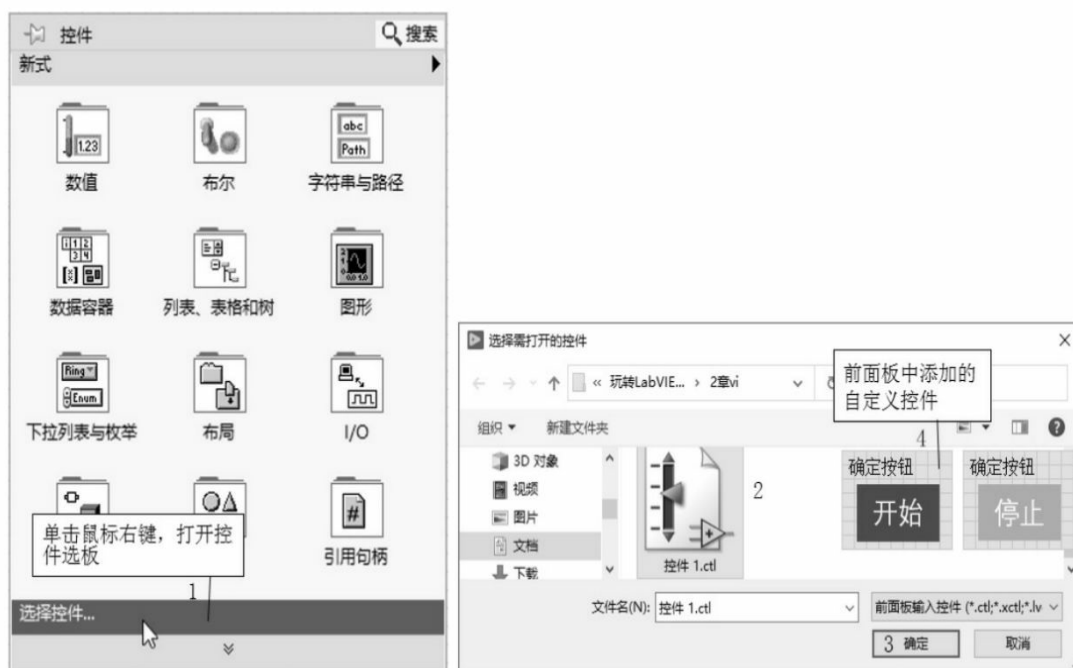 控件
搜索
新式
1.23
abc
Path
数值
布尔
字符串与路径
数据容器
列表、表格和树
图形
Ring
Enum
下拉列表与枚举
布局
I/O
#
引用句柄
单击鼠标右键，打开控
件选板
1
选择控件...
选择需打开的控件
« 玩转LabVIE... › 2章vi
前面板中添加的
自定义控件
4
组织
新建文件夹
3D 对象
视频
图片
文档
下载
控件 1.ctl
2
确定按钮
开始
确定按钮
停止
文件名(N):
控件 1.ctl
前面板输入控件 (*.ctl;*.xctl;*.lv
3 确定
取消